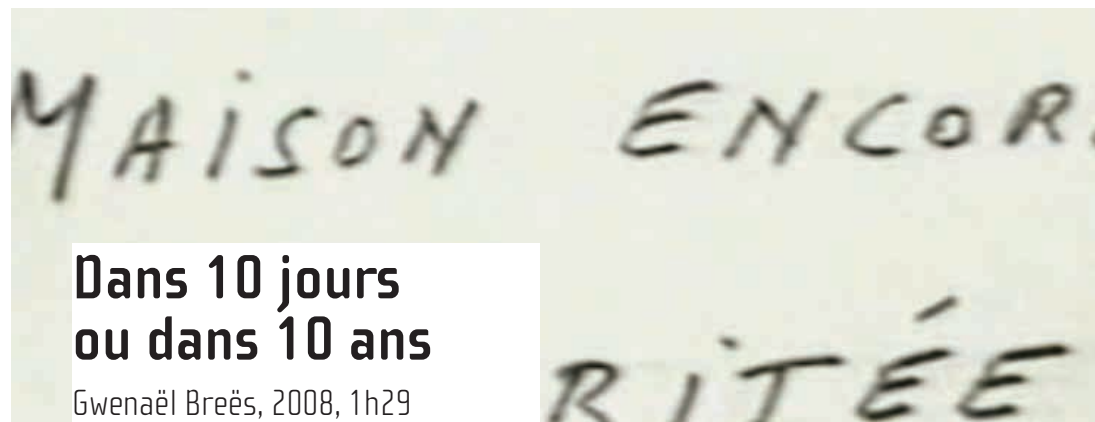 MAISON ENCOR
Dans 10 jours
ou dans 10 ans
Gwenaël Breës, 2008, 1h29
RITÉE